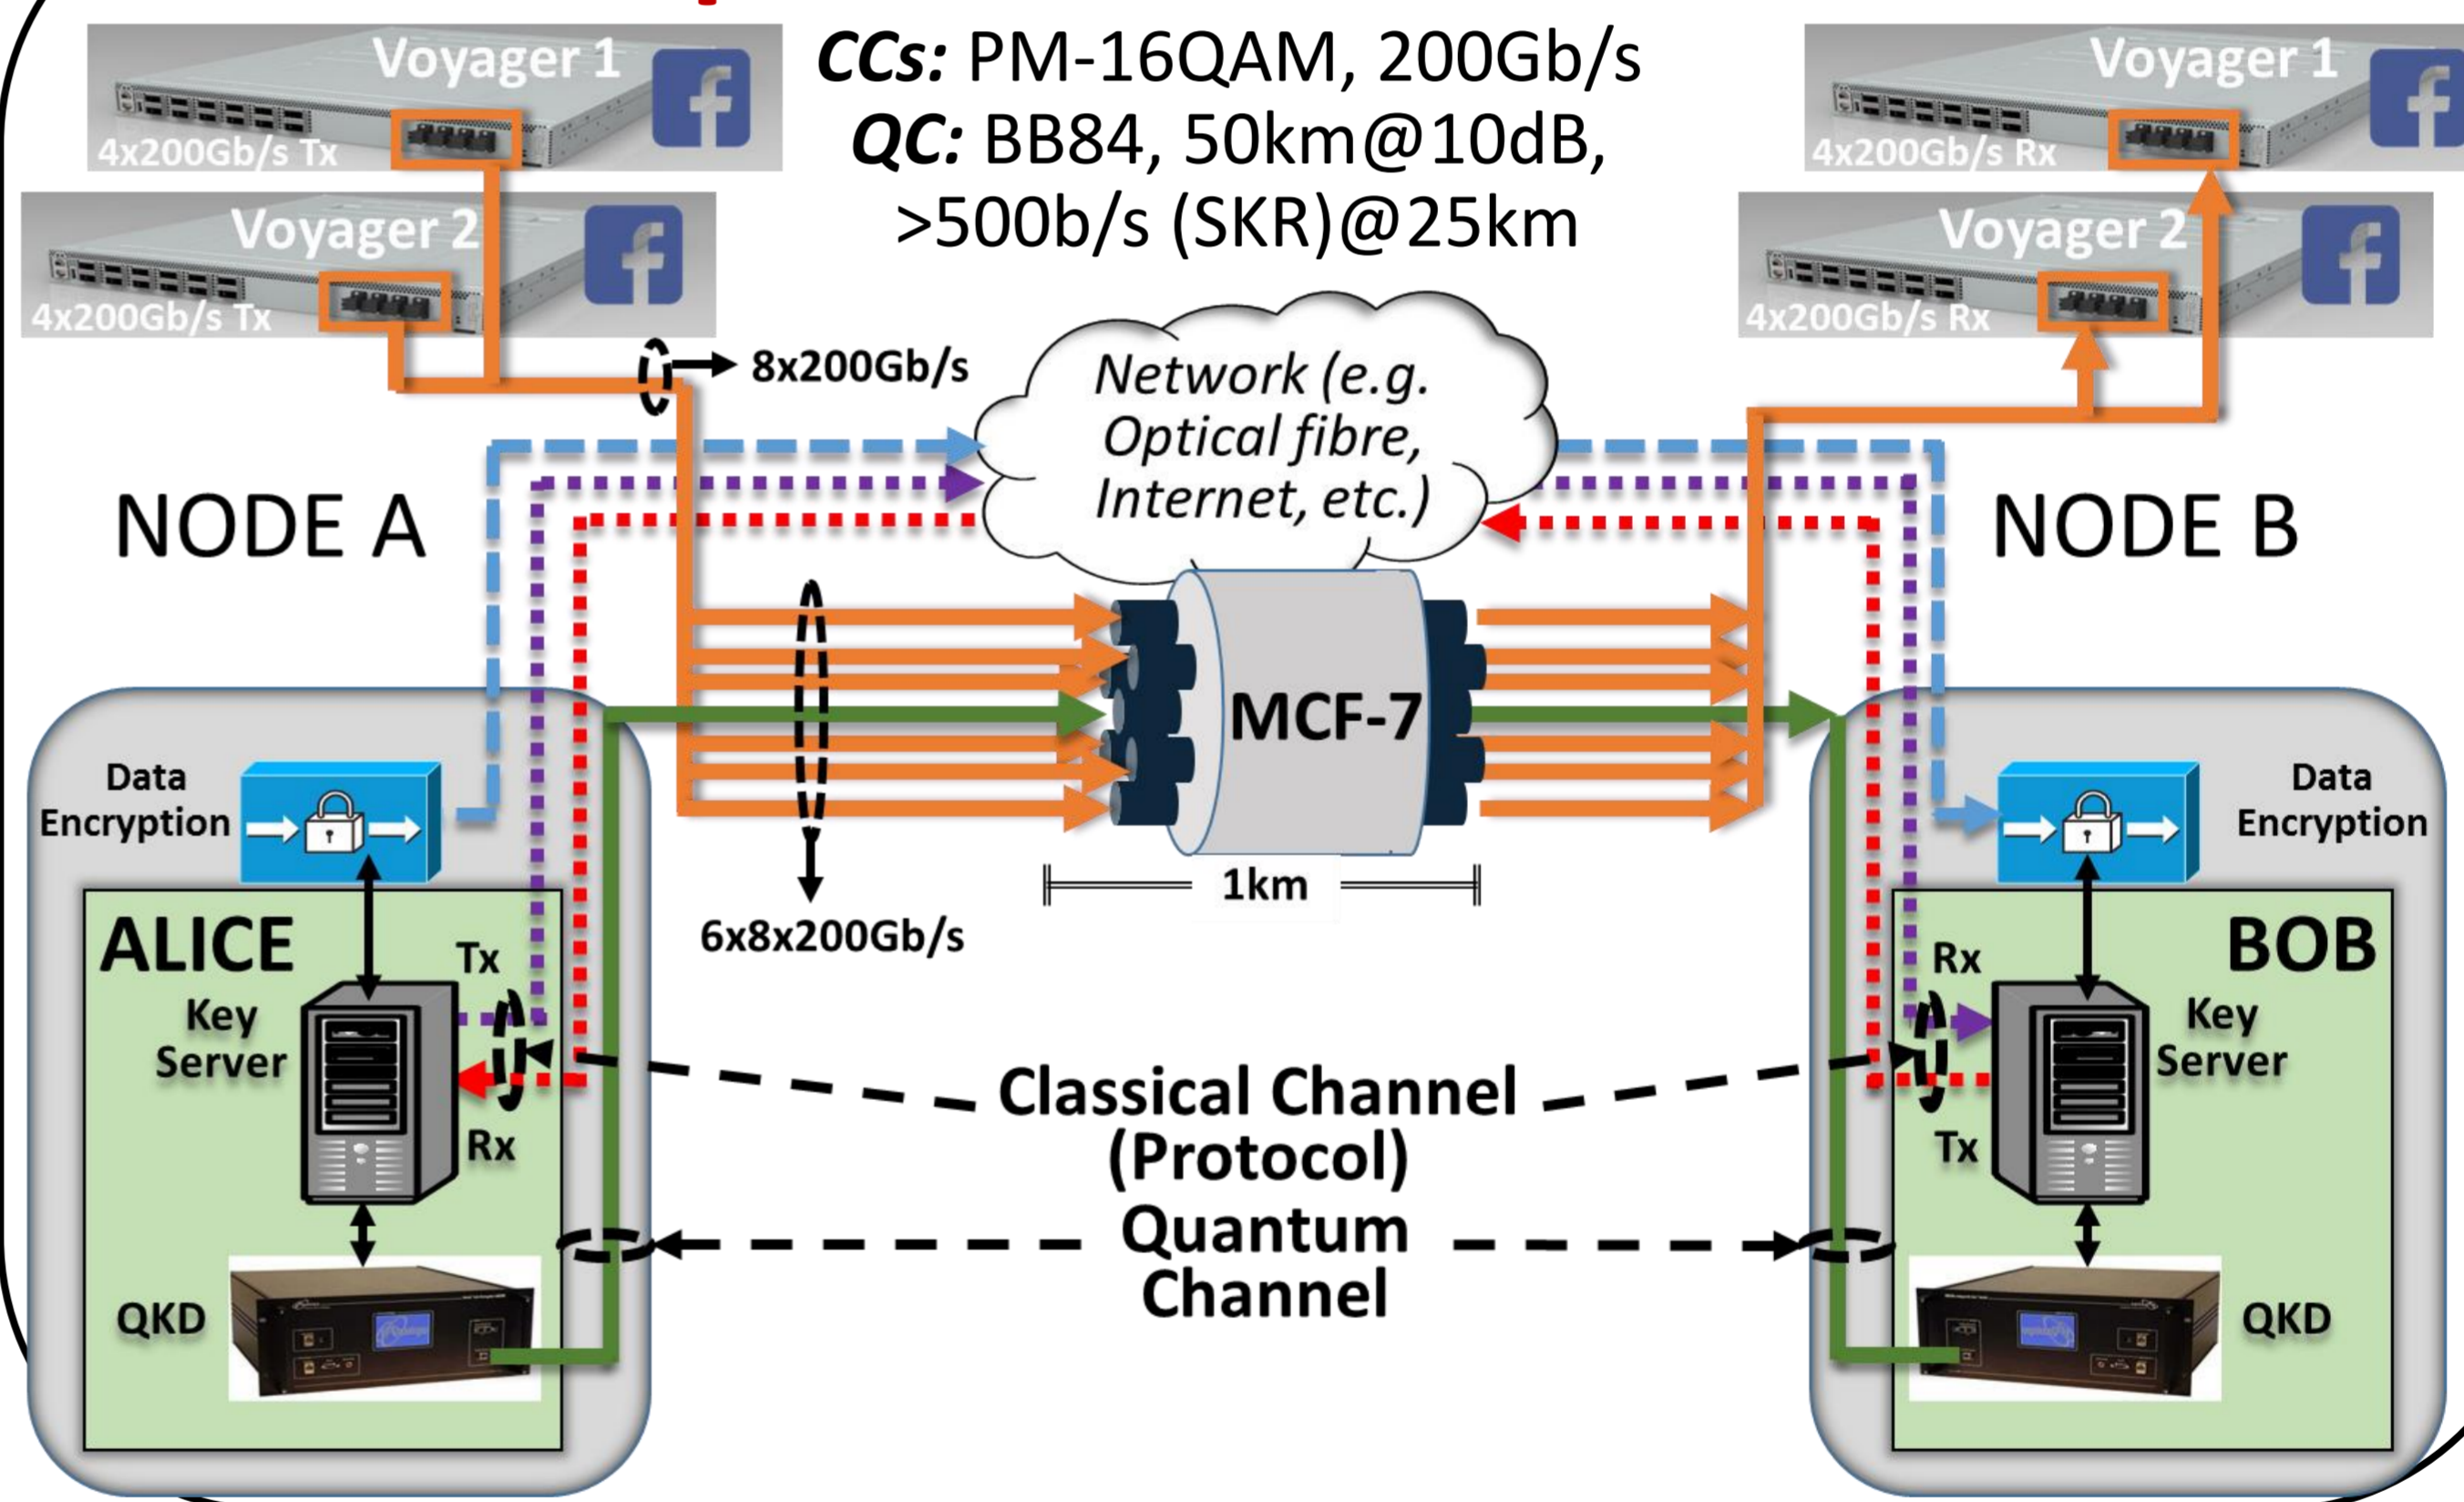 Voyager 1
4x200Gb/s Tx
Voyager 2
4x200Gb/s Tx
CCs: PM-16QAM, 200Gb/s
QC: BB84, 50km@10dB,
>500b/s (SKR)@25km
Voyager 1
4x200Gb/s Rx
Voyager 2
4x200Gb/s Rx
8x200Gb/s
Network (e.g.
Optical fibre,
Internet, etc.)
NODE A
NODE B
MCF-7
1km
6x8x200Gb/s
Data
Encryption
ALICE
Tx
Key
Server
Rx
QKD
Data
Encryption
BOB
Rx
Key
Server
Tx
QKD
Classical Channel
(Protocol)
Quantum
Channel